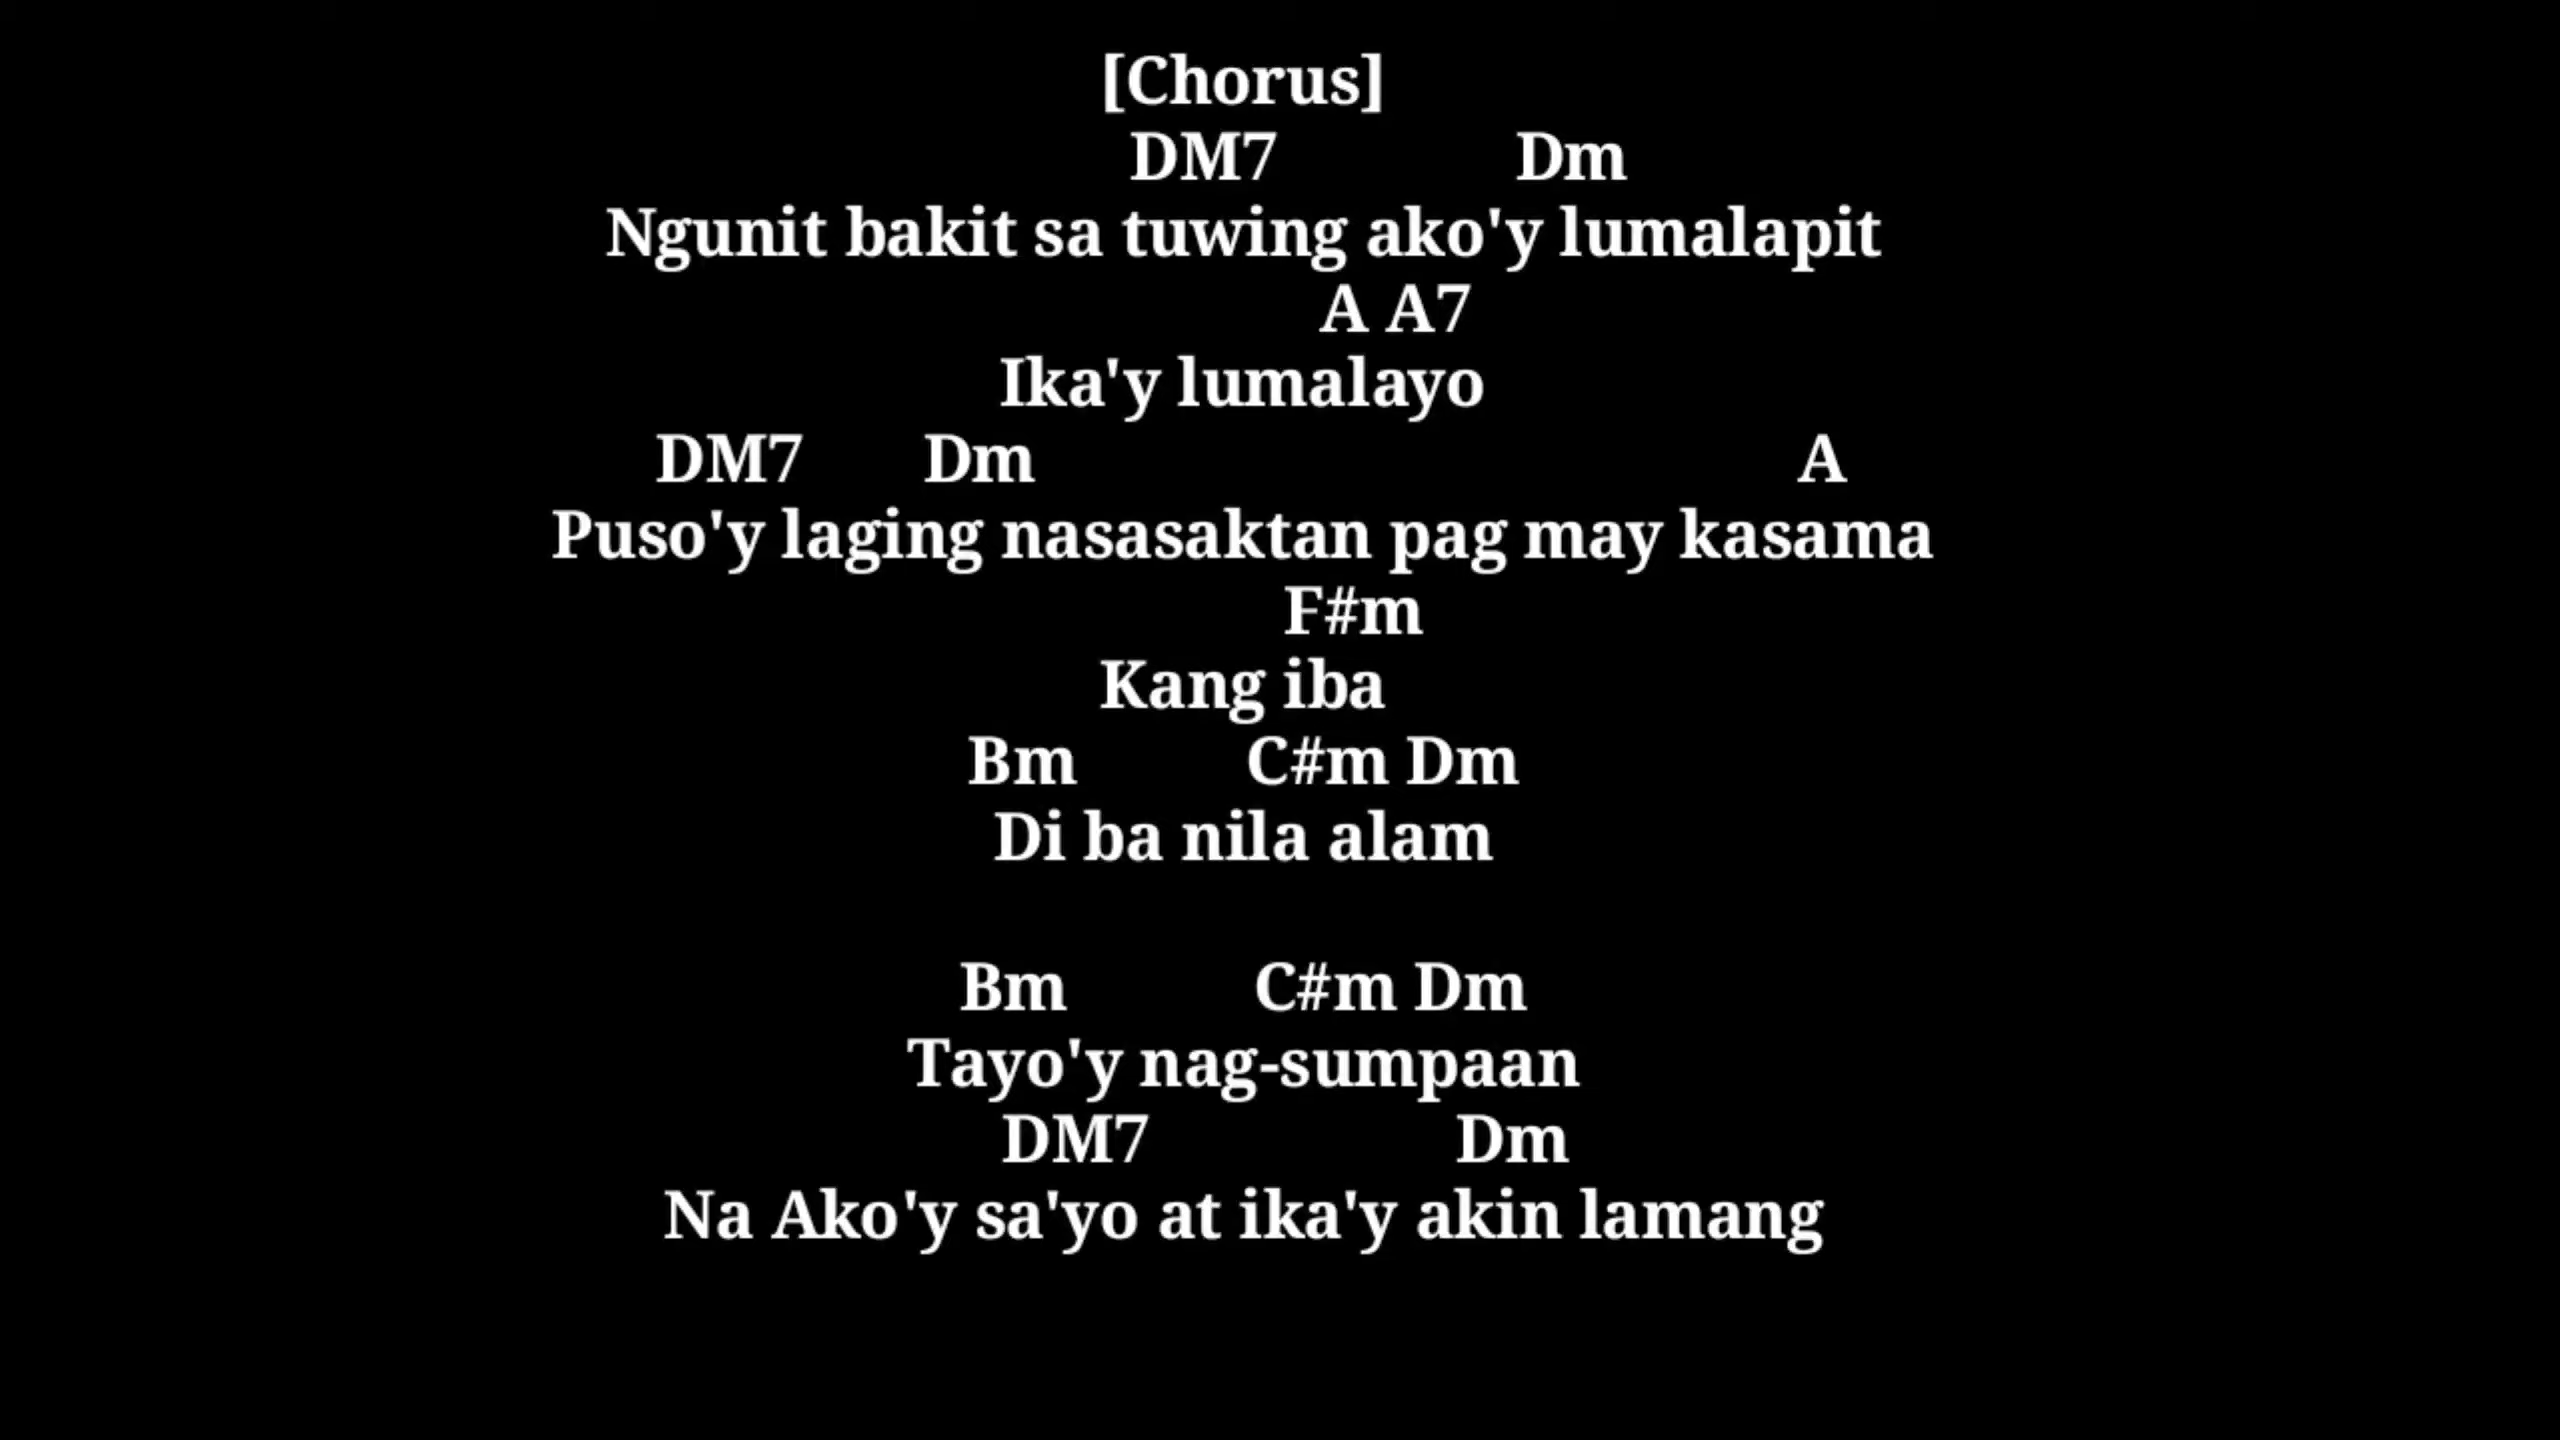 [Chorus]
DM7 Dm
Ngunit bakit sa tuwing ako'y lumalapit
A A7
Ika'y lumalayo
DM7 Dm A
Puso'y laging nasasaktan pag may kasama
F#m
Kang iba
Bm C#m Dm
Di ba nila alam
Bm C#m Dm
Tayo'y nag-sumpaan
DM7 Dm
Na Ako'y sa'yo at ika'y akin lamang